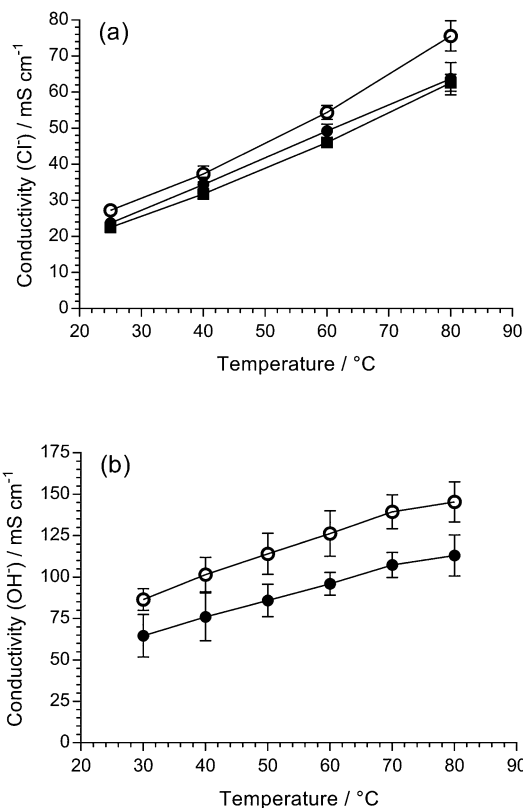 (a)
80
70
60
50
40
30
20
10
0
Conductivity (Cl⁻) / mS cm⁻¹
20 30 40 50 60 70 80 90
Temperature / °C
(b)
175
150
125
100
75
50
25
0
Conductivity (OH⁻) / mS cm⁻¹
20 30 40 50 60 70 80 90
Temperature / °C